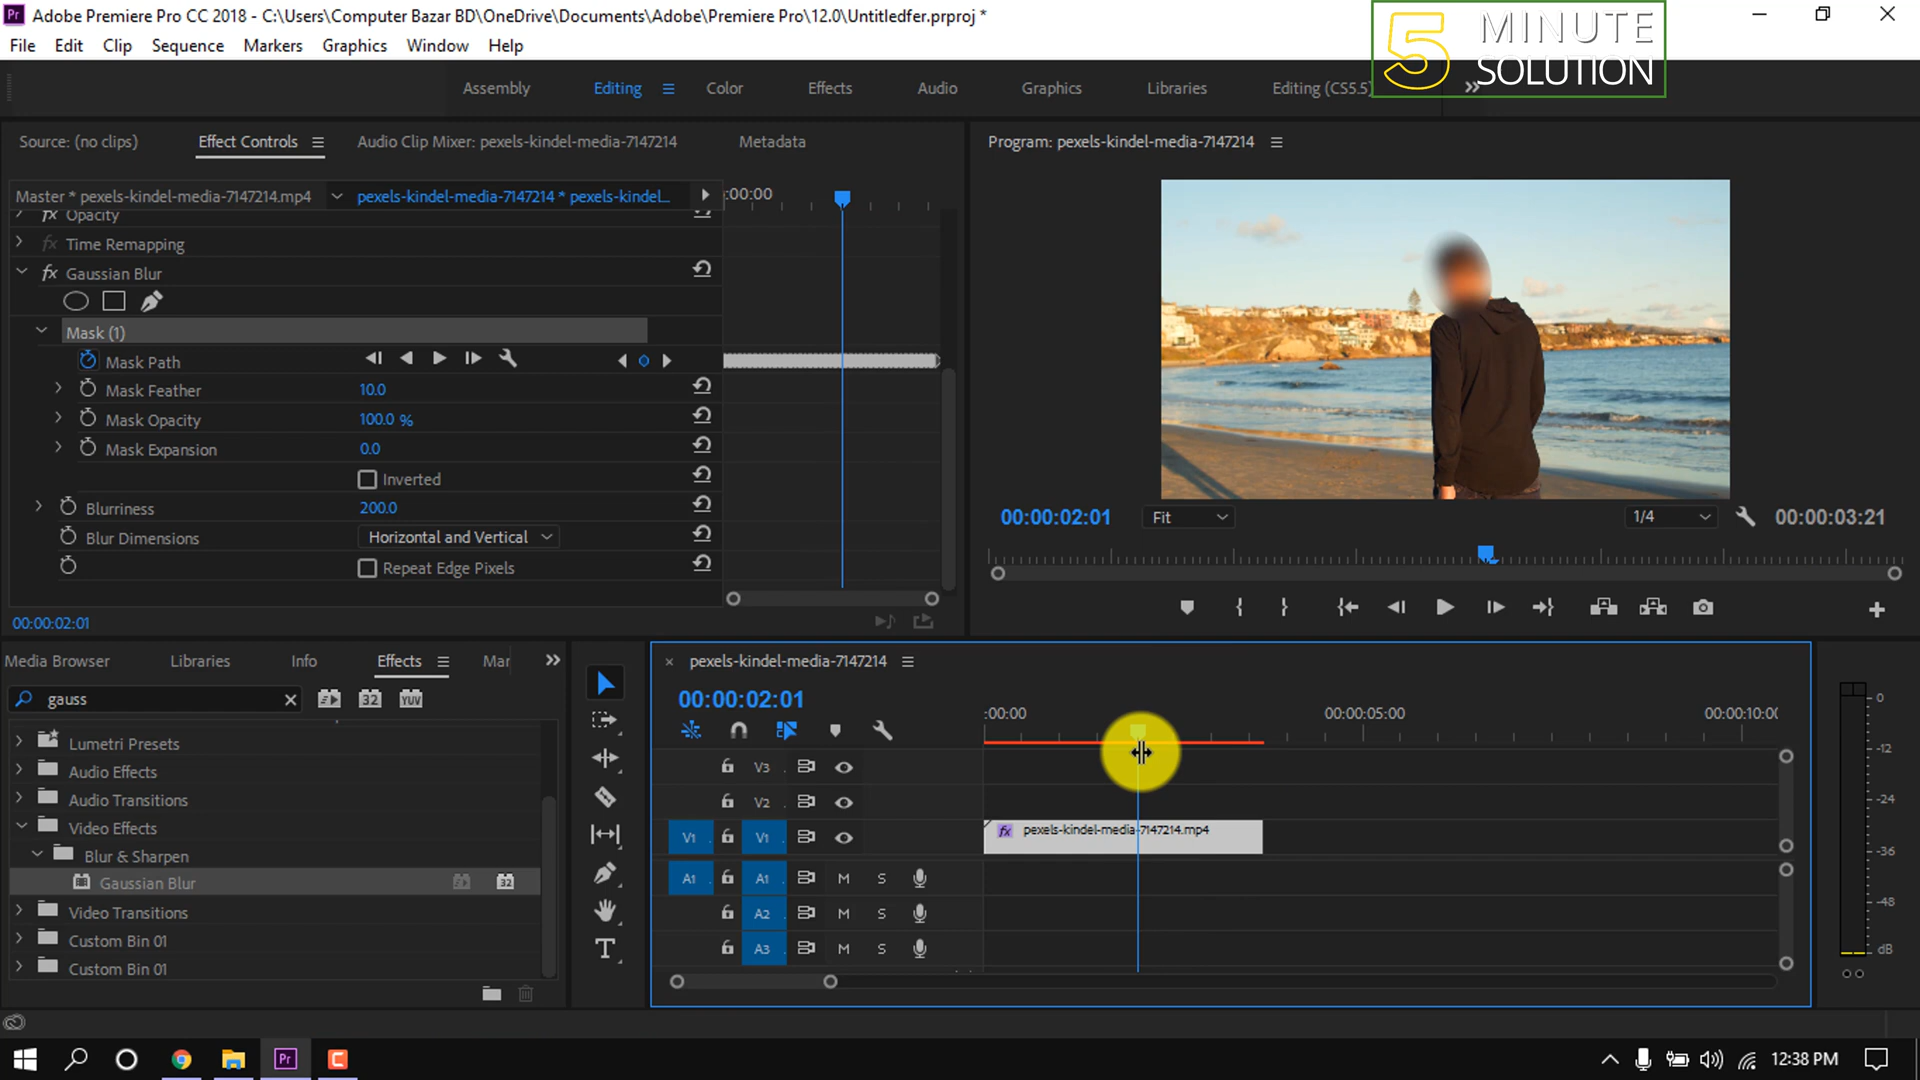 Adobe Premiere Pro CC 2018 - C:\Users\Computer Bazar BD\OneDrive\Documents\Adobe\Premiere Pro\12.0\Untitledfer.prproj *
File Edit Clip Sequence Markers Graphics Window Help
5 MINUTE SOLUTION
Assembly Editing Color Effects Audio Graphics Libraries Editing (CS5.5)
Source: (no clips) Effect Controls Audio Clip Mixer: pexels-kindel-media-7147214 Metadata
Program: pexels-kindel-media-7147214
Master * pexels-kindel-media-7147214.mp4 pexels-kindel-media-7147214 * pexels-kindel...
:00:00
fx Opacity
fx Time Remapping
fx Gaussian Blur
Mask (1)
Mask Path
Mask Feather 10.0
Mask Opacity 100.0 %
Mask Expansion 0.0
Inverted
Blurriness 200.0
Blur Dimensions Horizontal and Vertical
Repeat Edge Pixels
00:00:02:01
00:00:02:01 Fit 1/4 00:00:03:21
Media Browser Libraries Info Effects Mar
gauss 32 YUV
Lumetri Presets
Audio Effects
Audio Transitions
Video Effects
Blur & Sharpen
Gaussian Blur 32
Video Transitions
Custom Bin 01
Custom Bin 01
pexels-kindel-media-7147214
00:00:02:01
:00:00 00:00:05:00 00:00:10:00
V3
V2
V1 V1 fx pexels-kindel-media-7147214.mp4
A1 A1 M S
A2 M S
A3 M S
T
0
-12
-24
-36
-48
dB
Pr 12:38 PM